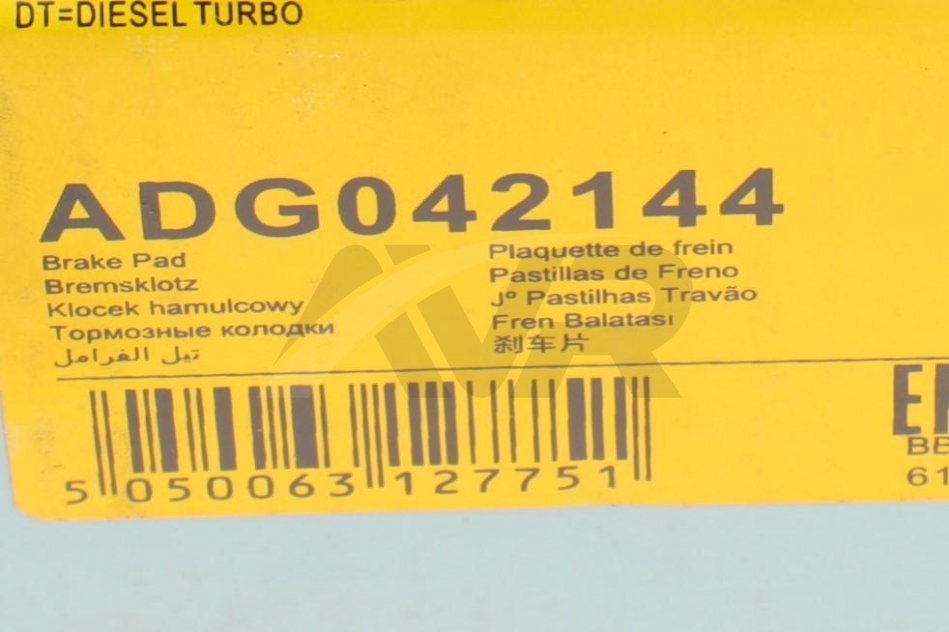 DT=DIESEL TURBO
ADG042144
Brake Pad
Bremsklotz
Klocek hamulcowy
Тормозные колодки
تيل الفرامل
Plaquette de frein
Pastillas de Freno
Jº Pastilhas Travão
Fren Balatası
刹车片
AVR
5 050063 127751